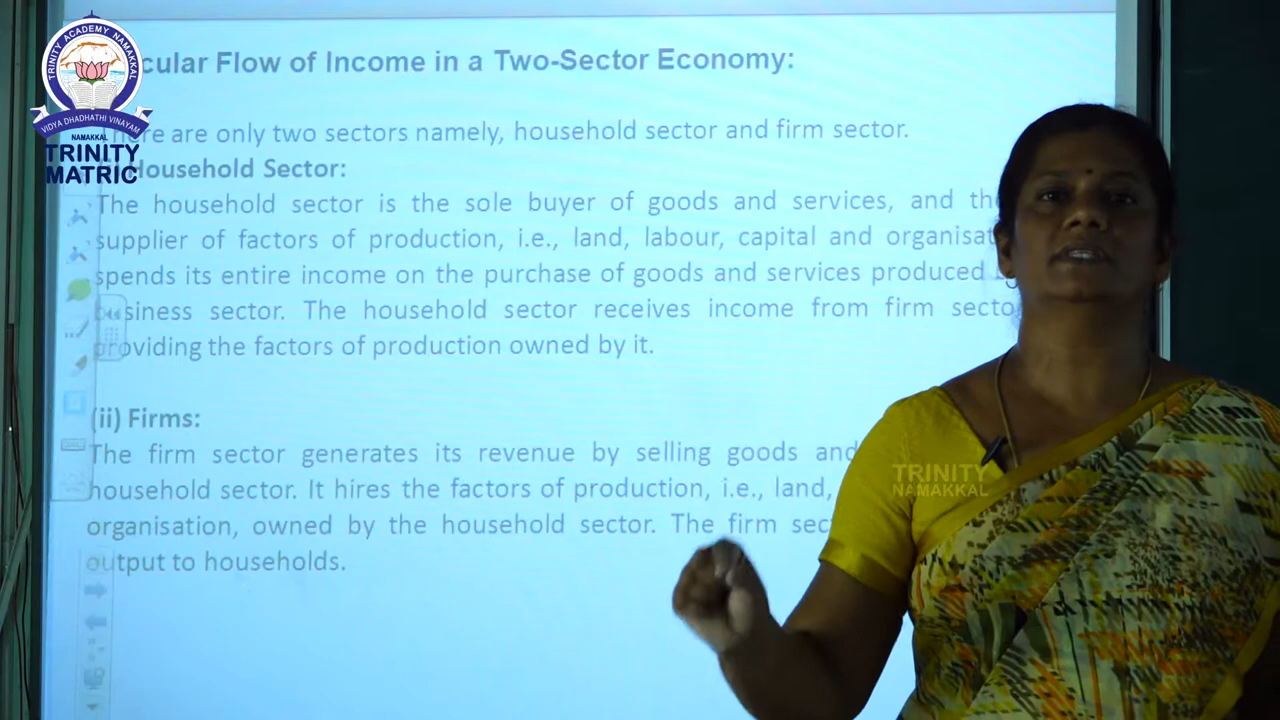 TRINITY ACADEMY NAMAKKAL
VIDYA DHADHATHI VINAYAM
NAMAKKAL
TRINITY
MATRIC
cular Flow of Income in a Two-Sector Economy:
here are only two sectors namely, household sector and firm sector.
Household Sector:
The household sector is the sole buyer of goods and services, and the
supplier of factors of production, i.e., land, labour, capital and organisat
spends its entire income on the purchase of goods and services produced
business sector. The household sector receives income from firm secto
providing the factors of production owned by it.
(ii) Firms:
The firm sector generates its revenue by selling goods and
household sector. It hires the factors of production, i.e., land,
organisation, owned by the household sector. The firm sec
output to households.
TRINITY
NAMAKKAL